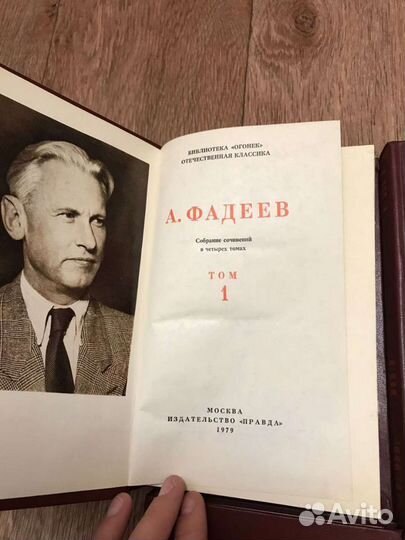 БИБЛИОТЕКА «ОГОНЕК»
ОТЕЧЕСТВЕННАЯ КЛАССИКА
А. ФАДЕЕВ
Собрание сочинений
в четырех томах
ТОМ
1
МОСКВА
ИЗДАТЕЛЬСТВО «ПРАВДА»
1979
Avito